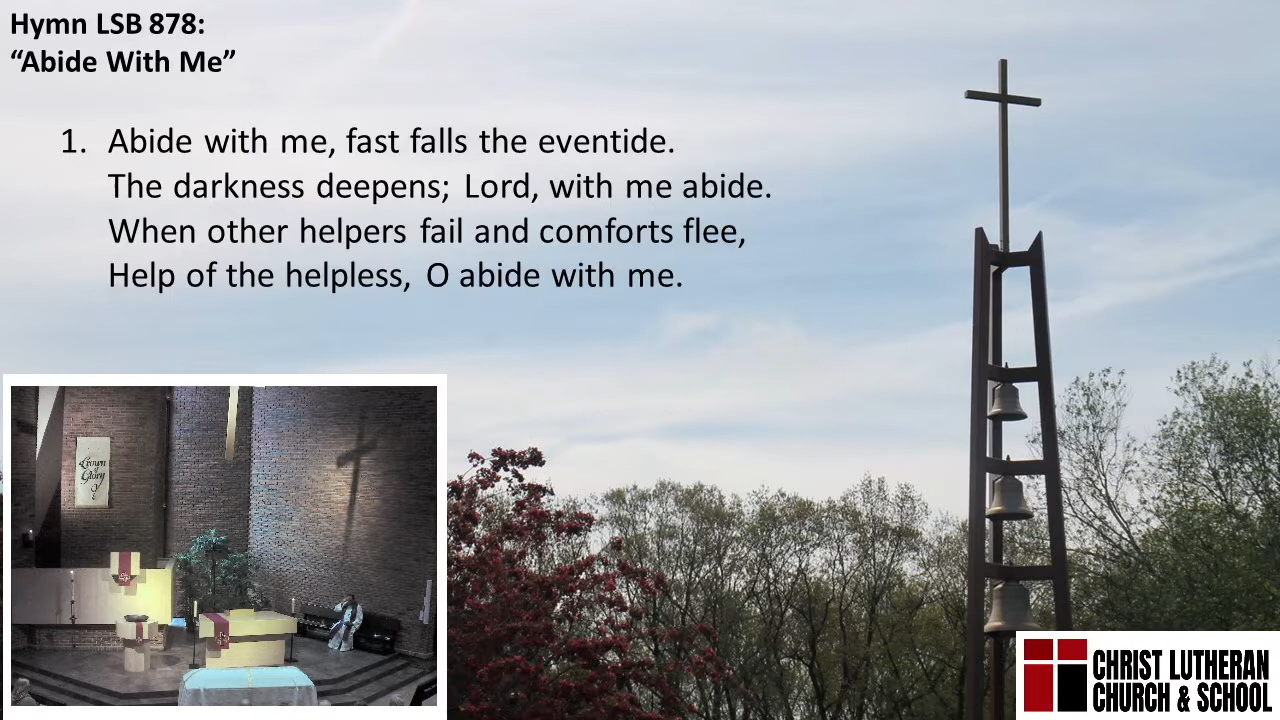 Hymn LSB 878:
“Abide With Me”
1. Abide with me, fast falls the eventide.
The darkness deepens; Lord, with me abide.
When other helpers fail and comforts flee,
Help of the helpless, O abide with me.
Crown
Glory
CHRIST LUTHERAN
CHURCH & SCHOOL